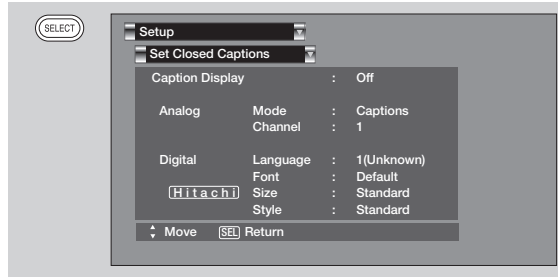 SELECT
Setup
Set Closed Captions
Caption Display : Off
Analog Mode : Captions
Channel : 1
Digital Language : 1(Unknown)
Font : Default
Hitachi Size : Standard
Style : Standard
Move SEL Return